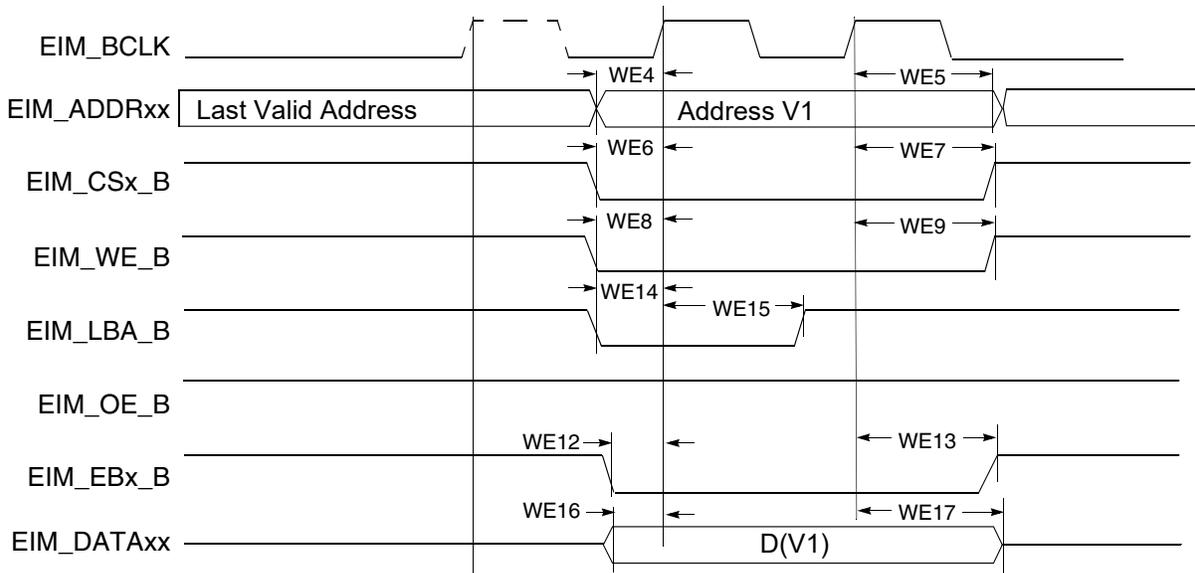 EIM_BCLK
WE4
WE5
EIM_ADDRxx
Last Valid Address
Address V1
WE6
WE7
EIM_CSx_B
WE8
WE9
EIM_WE_B
WE14
WE15
EIM_LBA_B
EIM_OE_B
WE12
WE13
EIM_EBx_B
WE16
WE17
EIM_DATAxx
D(V1)